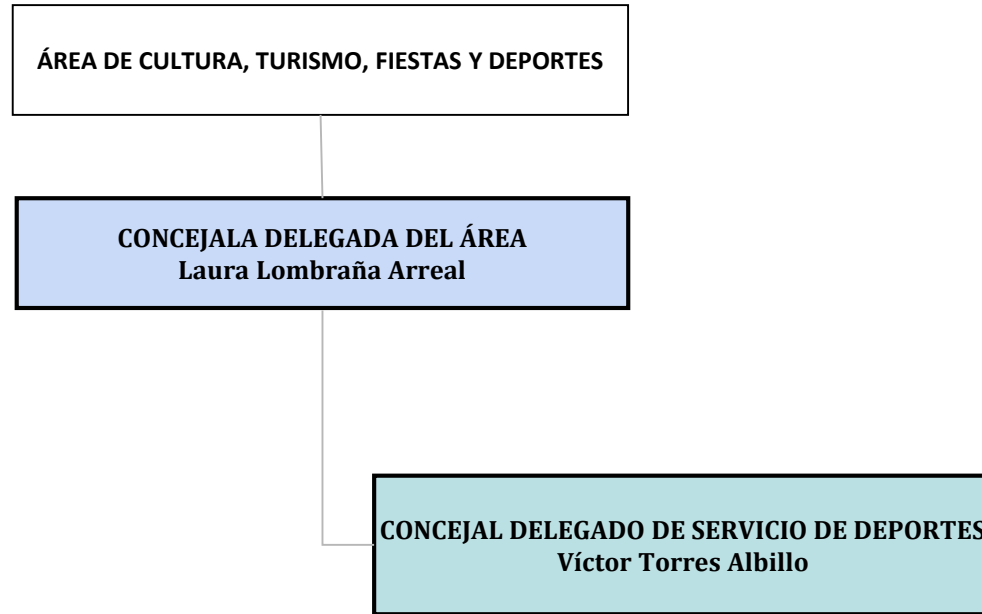 ÁREA DE CULTURA, TURISMO, FIESTAS Y DEPORTES
CONCEJALA DELEGADA DEL ÁREA
Laura Lombraña Arreal
CONCEJAL DELEGADO DE SERVICIO DE DEPORTES
Víctor Torres Albillo